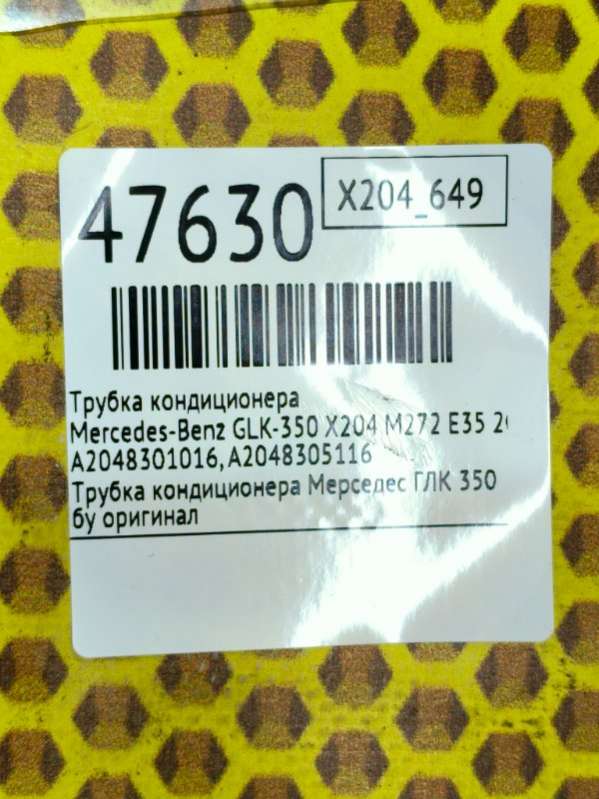 47630
X204_649
Трубка кондиционера
Mercedes-Benz GLK-350 X204 M272 E35
A2048301016, A2048305116
Трубка кондиционера Мерседес ГЛК 350
бу оригинал